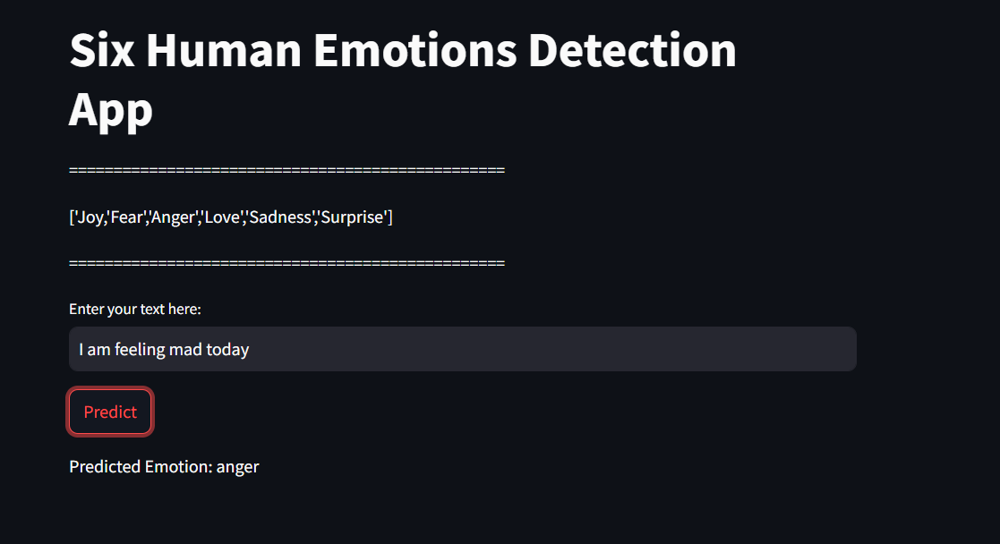 Six Human Emotions Detection
App
=================================================
['Joy,'Fear','Anger','Love','Sadness','Surprise']
=================================================
Enter your text here:
I am feeling mad today
Predict
Predicted Emotion: anger